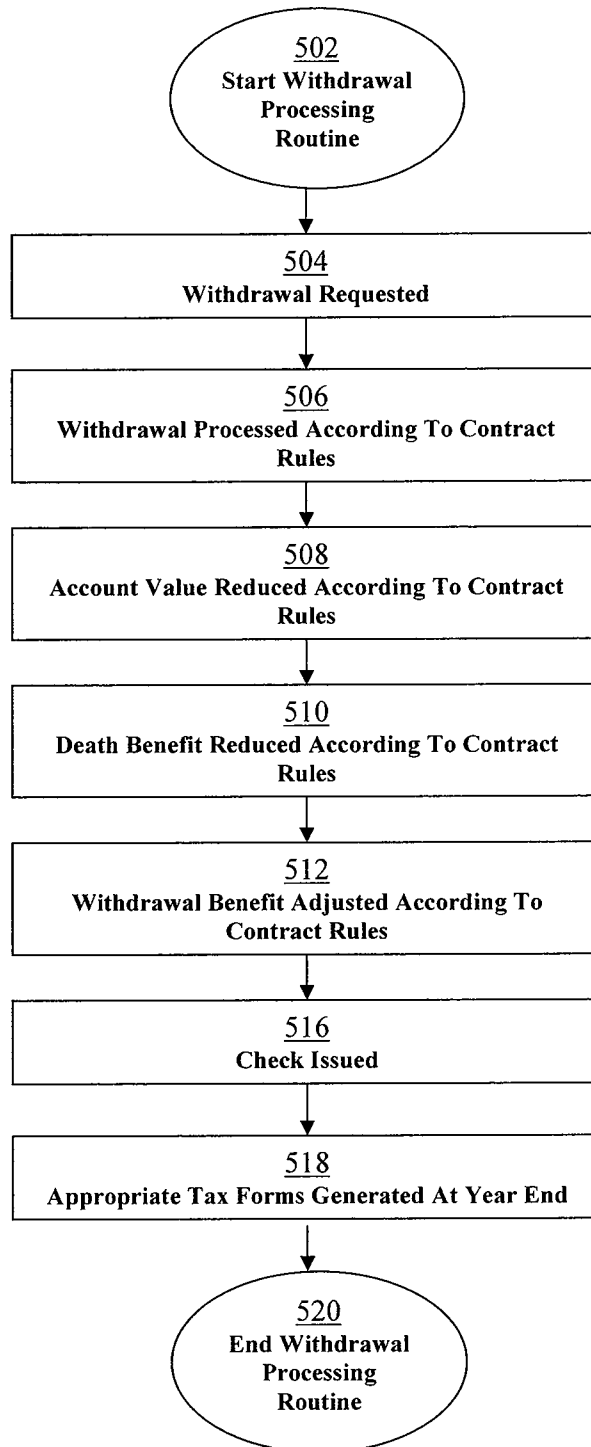 502
Start Withdrawal
Processing
Routine
504
Withdrawal Requested
506
Withdrawal Processed According To Contract
Rules
508
Account Value Reduced According To Contract
Rules
510
Death Benefit Reduced According To Contract
Rules
512
Withdrawal Benefit Adjusted According To
Contract Rules
516
Check Issued
518
Appropriate Tax Forms Generated At Year End
520
End Withdrawal
Processing
Routine